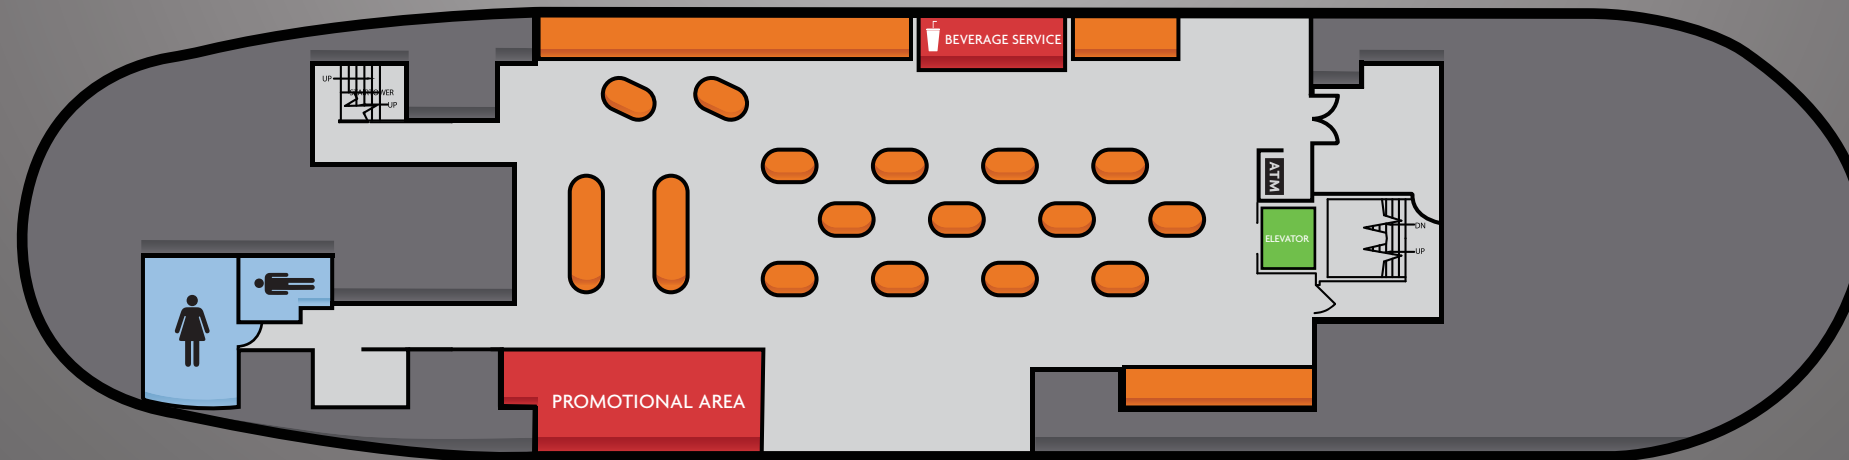 BEVERAGE SERVICE
UP
UP
ATM
ELEVATOR
DN
UP
PROMOTIONAL AREA